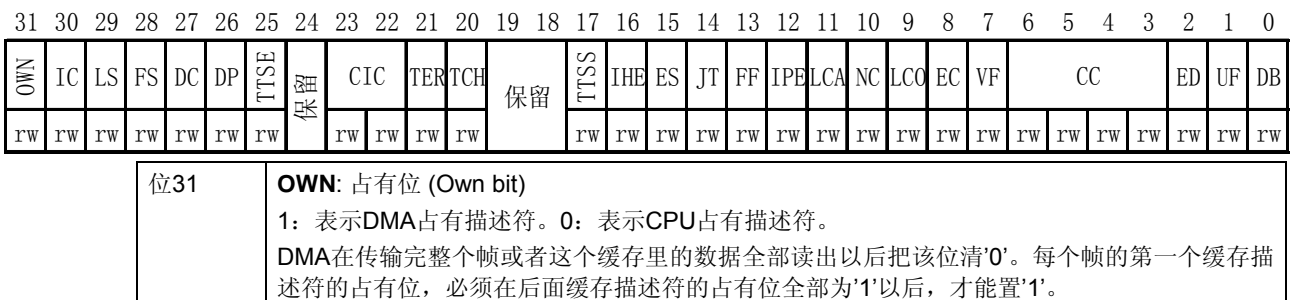 31 30 29 28 27 26 25 24 23 22 21 20 19 18 17 16 15 14 13 12 11 10 9 8 7 6 5 4 3 2 1 0
OWN IC LS FS DC DP TTSE 保留 CIC TER TCH 保留 TTSS IHE ES JT FF IPE LCA NC LCO EC VF CC ED UF DB
rw rw rw rw rw rw rw rw rw rw rw rw rw rw rw rw rw rw rw rw rw rw rw rw rw rw rw rw rw
位31 OWN: 占有位 (Own bit)
1：表示DMA占有描述符。0：表示CPU占有描述符。
DMA在传输完整个帧或者这个缓存里的数据全部读出以后把该位清'0'。每个帧的第一个缓存描
述符的占有位，必须在后面缓存描述符的占有位全部为'1'以后，才能置'1'。